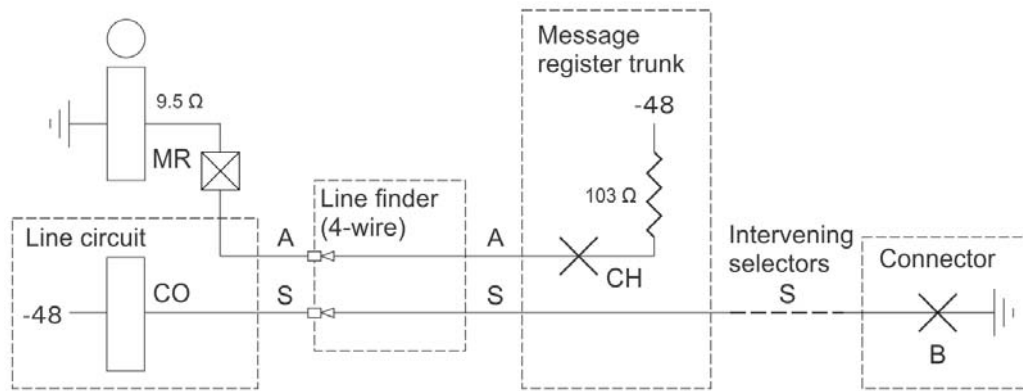 Message
register trunk
-48
9.5 Ω
MR
103 Ω
Line finder
(4-wire)
Line circuit
A
A
CH
Intervening
selectors
Connector
-48
CO
S
S
S
B